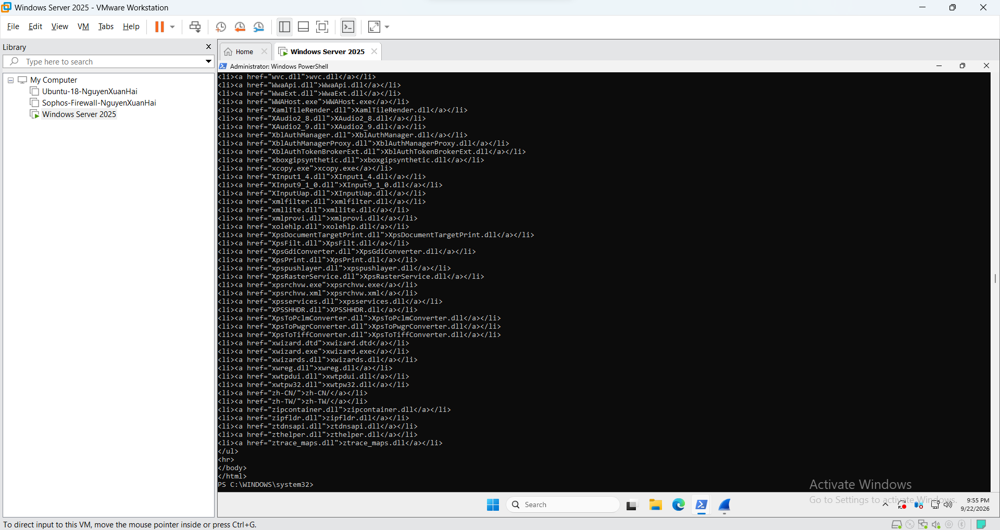 Windows Server 2025 - VMware Workstation
File Edit View VM Tabs Help
Library
Type here to search
My Computer
Ubuntu-18-NguyenXuanHai
Sophos-Firewall-NguyenXuanHai
Windows Server 2025
Home
Windows Server 2025
Administrator: Windows PowerShell
<li><a href="wvc.dll">wvc.dll</a></li>
<li><a href="WwaApi.dll">WwaApi.dll</a></li>
<li><a href="WwaExt.dll">WwaExt.dll</a></li>
<li><a href="WWAHost.exe">WWAHost.exe</a></li>
<li><a href="XamlTileRender.dll">XamlTileRender.dll</a></li>
<li><a href="XAudio2_8.dll">XAudio2_8.dll</a></li>
<li><a href="XAudio2_9.dll">XAudio2_9.dll</a></li>
<li><a href="XblAuthManager.dll">XblAuthManager.dll</a></li>
<li><a href="XblAuthManagerProxy.dll">XblAuthManagerProxy.dll</a></li>
<li><a href="XblAuthTokenBrokerExt.dll">XblAuthTokenBrokerExt.dll</a></li>
<li><a href="xboxgipsynthetic.dll">xboxgipsynthetic.dll</a></li>
<li><a href="xcopy.exe">xcopy.exe</a></li>
<li><a href="XInput1_4.dll">XInput1_4.dll</a></li>
<li><a href="XInput9_1_0.dll">XInput9_1_0.dll</a></li>
<li><a href="XInputUap.dll">XInputUap.dll</a></li>
<li><a href="xmlfilter.dll">xmlfilter.dll</a></li>
<li><a href="xmllite.dll">xmllite.dll</a></li>
<li><a href="xmlprovi.dll">xmlprovi.dll</a></li>
<li><a href="xolehlp.dll">xolehlp.dll</a></li>
<li><a href="XpsDocumentTargetPrint.dll">XpsDocumentTargetPrint.dll</a></li>
<li><a href="XpsFilt.dll">XpsFilt.dll</a></li>
<li><a href="XpsGdiConverter.dll">XpsGdiConverter.dll</a></li>
<li><a href="XpsPrint.dll">XpsPrint.dll</a></li>
<li><a href="xpspushlayer.dll">xpspushlayer.dll</a></li>
<li><a href="XpsRasterService.dll">XpsRasterService.dll</a></li>
<li><a href="xpsrchvw.exe">xpsrchvw.exe</a></li>
<li><a href="xpsrchvw.xml">xpsrchvw.xml</a></li>
<li><a href="xpsservices.dll">xpsservices.dll</a></li>
<li><a href="XPSSHHDR.dll">XPSSHHDR.dll</a></li>
<li><a href="XpsToPclmConverter.dll">XpsToPclmConverter.dll</a></li>
<li><a href="XpsToPwgrConverter.dll">XpsToPwgrConverter.dll</a></li>
<li><a href="XpsToTiffConverter.dll">XpsToTiffConverter.dll</a></li>
<li><a href="xwizard.dtd">xwizard.dtd</a></li>
<li><a href="xwizard.exe">xwizard.exe</a></li>
<li><a href="xwizards.dll">xwizards.dll</a></li>
<li><a href="xwreg.dll">xwreg.dll</a></li>
<li><a href="xwtpdui.dll">xwtpdui.dll</a></li>
<li><a href="xwtpw32.dll">xwtpw32.dll</a></li>
<li><a href="zh-CN/">zh-CN/</a></li>
<li><a href="zh-TW/">zh-TW/</a></li>
<li><a href="zipcontainer.dll">zipcontainer.dll</a></li>
<li><a href="zipfldr.dll">zipfldr.dll</a></li>
<li><a href="ztdnsapi.dll">ztdnsapi.dll</a></li>
<li><a href="zthelper.dll">zthelper.dll</a></li>
<li><a href="ztrace_maps.dll">ztrace_maps.dll</a></li>
</ul>
<hr>
</body>
</html>
PS C:\WINDOWS\system32>
Activate Windows
Go to Settings to activate Windows.
Search
9:55 PM
9/22/2026
To direct input to this VM, move the mouse pointer inside or press Ctrl+G.